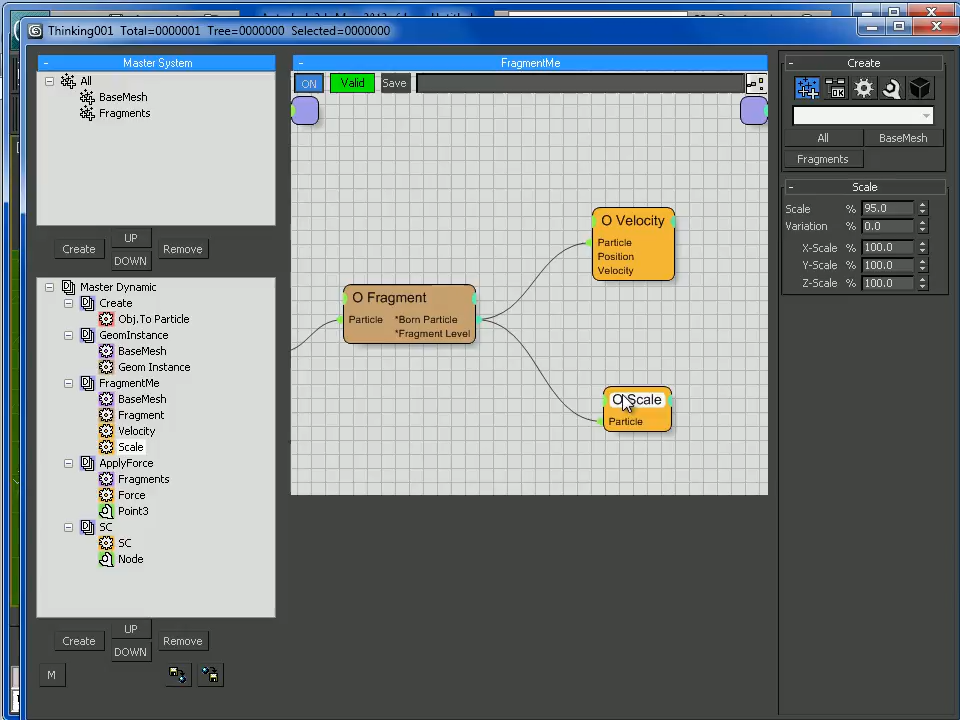 Thinking001 Total=0000001 Tree=0000000 Selected=0000000
- Master System
All
BaseMesh
Fragments
Create UP DOWN Remove
Master Dynamic
Create
Obj.To Particle
GeomInstance
BaseMesh
Geom Instance
FragmentMe
BaseMesh
Fragment
Velocity
Scale
ApplyForce
Fragments
Force
Point3
SC
SC
Node
Create UP DOWN Remove
M
- FragmentMe
ON Valid Save
O Fragment
Particle *Born Particle
*Fragment Level
O Velocity
Particle
Position
Velocity
O Scale
Particle
- Create
All BaseMesh
Fragments
- Scale
Scale % 95.0
Variation % 0.0
X-Scale % 100.0
Y-Scale % 100.0
Z-Scale % 100.0